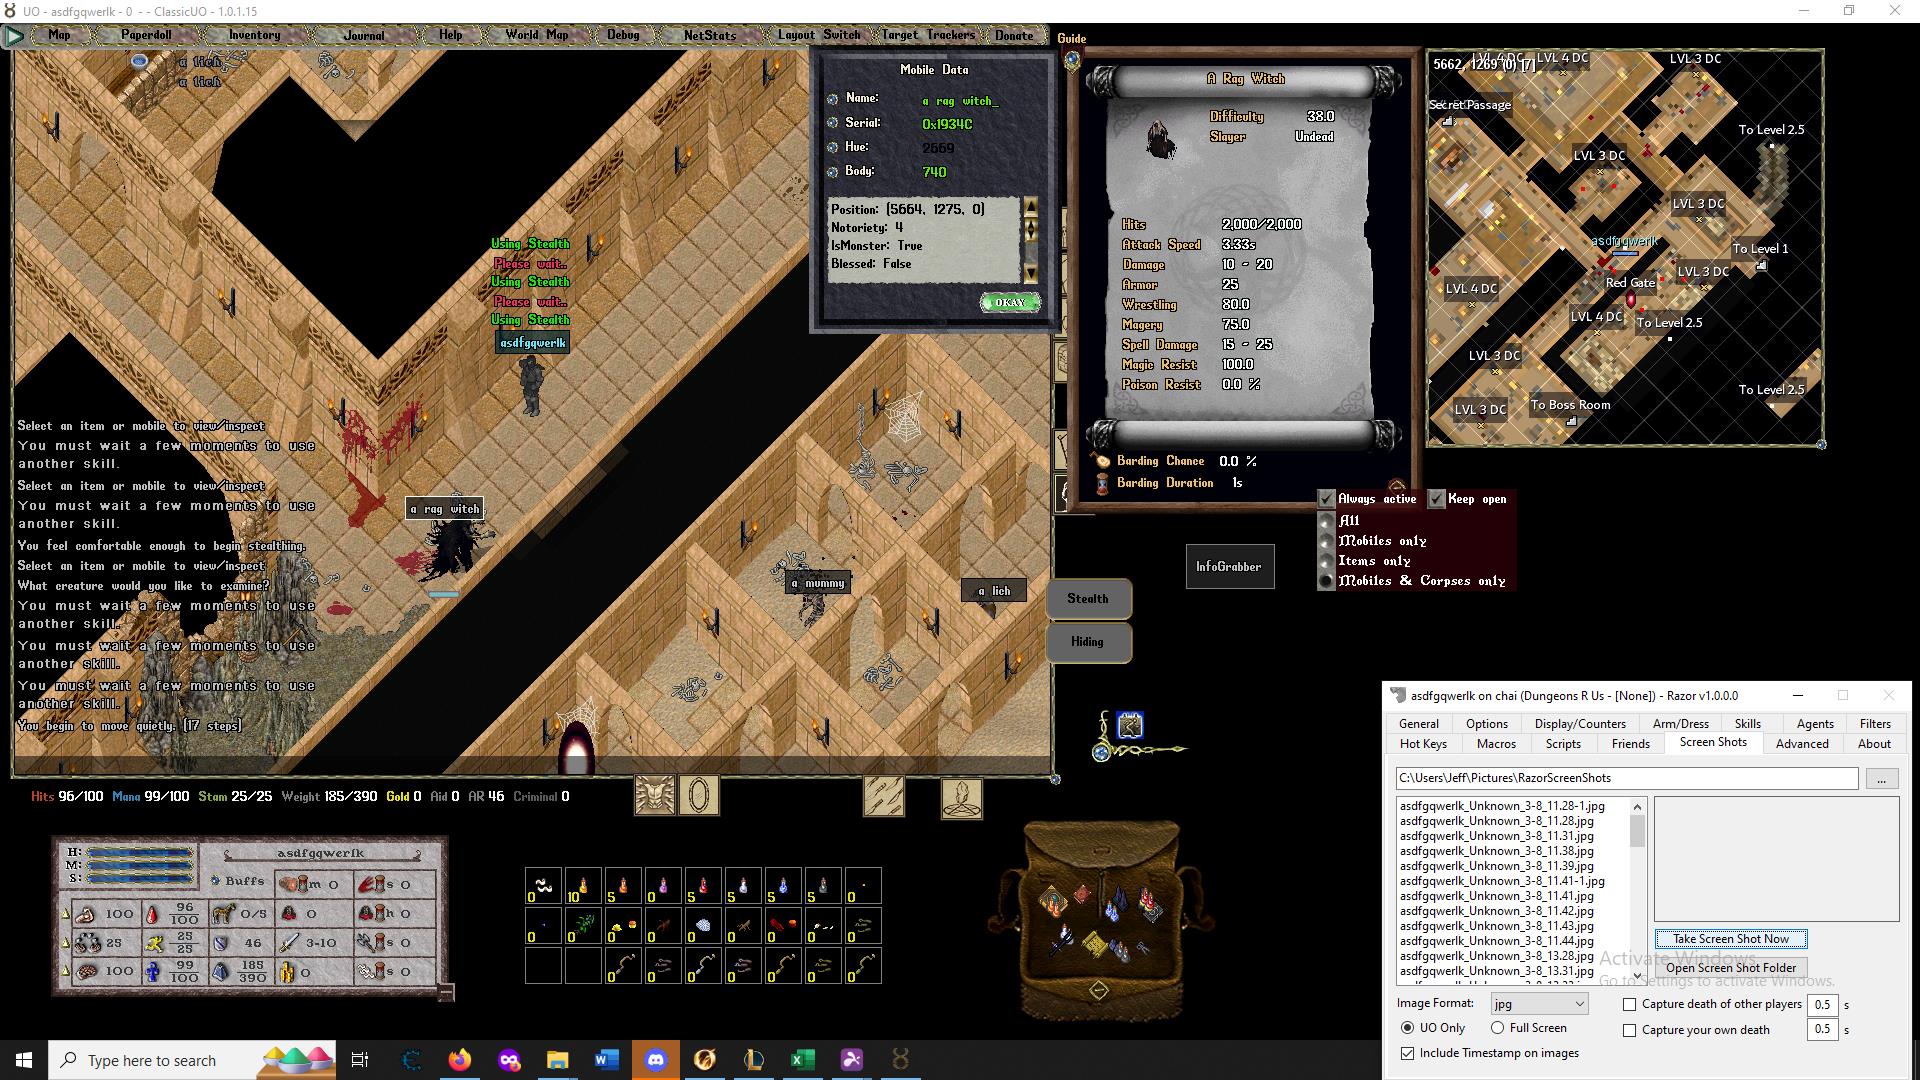 UO - asdfgqwerlk - 0 - - ClassicUO - 1.0.1.15
Map
Paperdoll
Inventory
Journal
Help
World Map
Debug
NetStats
Layout Switch
Target Trackers
Donate
Guide
a lich
a lich
Using Stealth
Please wait..
Using Stealth
Please wait..
Using Stealth
asdfgqwerlk
a rag witch
a mummy
a lich
Select an item or mobile to view/inspect
You must wait a few moments to use
another skill.
Select an item or mobile to view/inspect
You must wait a few moments to use
another skill.
You feel comfortable enough to begin stealthing.
Select an item or mobile to view/inspect
What creature would you like to examine?
You must wait a few moments to use
another skill.
You must wait a few moments to use
another skill.
You must wait a few moments to use
another skill.
You begin to move quietly. (17 steps)
Mobile Data
Name: a rag witch_
Serial: 0x1934C
Hue: 2669
Body: 740
Position: (5664, 1275, 0)
Notoriety: 4
IsMonster: True
Blessed: False
OKAY
A Rag Witch
Difficulty 38.0
Slayer Undead
Hits 2,000/2,000
Attack Speed 3.33s
Damage 10 - 20
Armor 25
Wrestling 80.0
Magery 75.0
Spell Damage 15 - 25
Magic Resist 100.0
Poison Resist 0.0 %
Barding Chance 0.0 %
Barding Duration 1s
5662, 1269 (0) [7]
LVL 4 DC
LVL 4 DC
LVL 3 DC
Secret Passage
To Level 2.5
LVL 3 DC
LVL 3 DC
asdfgqwerlk
To Level 1
LVL 3 DC
Red Gate
LVL 4 DC
LVL 4 DC
To Level 2.5
LVL 3 DC
To Level 2.5
To Boss Room
LVL 3 DC
Always active
Keep open
All
Mobiles only
Items only
Mobiles & Corpses only
InfoGrabber
Stealth
Hiding
Hits 96/100 Mana 99/100 Stam 25/25 Weight 185/390 Gold 0 Aid 0 AR 46 Criminal 0
H:
M:
S:
asdfgqwerlk
Buffs
m 0
s 0
100
96
100
0/5
0
h 0
25
25
25
46
3-10
s 0
100
99
100
185
390
0
s 0
0 10 5 0 5 5 5 0 0
0 0 0 0 0 0 0 0 0
0 0 0 0 0 0 0
asdfgqwerlk on chai (Dungeons R Us - [None]) - Razor v1.0.0.0
General
Options
Display/Counters
Arm/Dress
Skills
Agents
Filters
Hot Keys
Macros
Scripts
Friends
Screen Shots
Advanced
About
C:\Users\Jeff\Pictures\RazorScreenShots
...
asdfgqwerlk_Unknown_3-8_11.28-1.jpg
asdfgqwerlk_Unknown_3-8_11.28.jpg
asdfgqwerlk_Unknown_3-8_11.31.jpg
asdfgqwerlk_Unknown_3-8_11.38.jpg
asdfgqwerlk_Unknown_3-8_11.39.jpg
asdfgqwerlk_Unknown_3-8_11.41-1.jpg
asdfgqwerlk_Unknown_3-8_11.41.jpg
asdfgqwerlk_Unknown_3-8_11.42.jpg
asdfgqwerlk_Unknown_3-8_11.43.jpg
asdfgqwerlk_Unknown_3-8_11.44.jpg
asdfgqwerlk_Unknown_3-8_13.28.jpg
asdfgqwerlk_Unknown_3-8_13.31.jpg
Take Screen Shot Now
Open Screen Shot Folder
Activate Windows
Go to Settings to activate Windows.
Image Format:
jpg
UO Only
Full Screen
Include Timestamp on images
Capture death of other players 0.5 s
Capture your own death 0.5 s
Type here to search